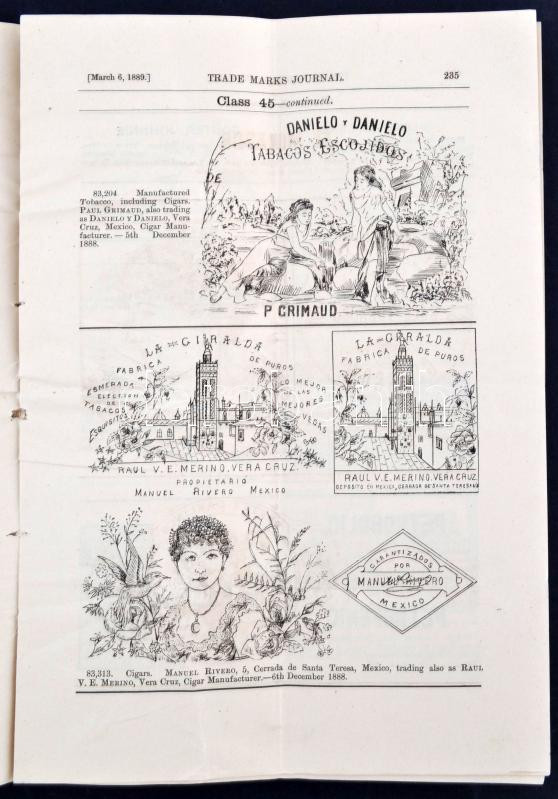 [March 6, 1889.] TRADE MARKS JOURNAL. 235
Class 45—continued.
83,204 Manufactured
Tobacco, including Cigars.
PAUL GRIMAUD, also trading
as DANIELO Y DANIELO, Vera
Cruz, Mexico, Cigar Manu-
facturer. — 5th December
1888.
DANIELO Y DANIELO
TABACOS ESCOJIDOS
DE
P GRIMAUD
LA GIRALDA
FABRICA DE PUROS
ESMERADA
ELECCION
DE
TABACOS
EXQUISITOS
LO MEJOR
DE LAS
MEJORES
VEGAS
RAUL V. E. MERINO. VERA CRUZ.
PROPIETARIO
MANUEL RIVERO MEXICO
LA GIRALDA
FABRICA DE PUROS
RAUL V. E. MERINO. VERA CRUZ.
DEPOSITO EN MEXICO, CERRADA DE SANTA TERESA No
GARANTIZADOS
POR
MANUEL RIVERO
MEXICO
83,313. Cigars. MANUEL RIVERO, 5, Cerrada de Santa Teresa, Mexico, trading also as RAUL
V. E. MERINO, Vera Cruz, Cigar Manufacturer.—6th December 1888.